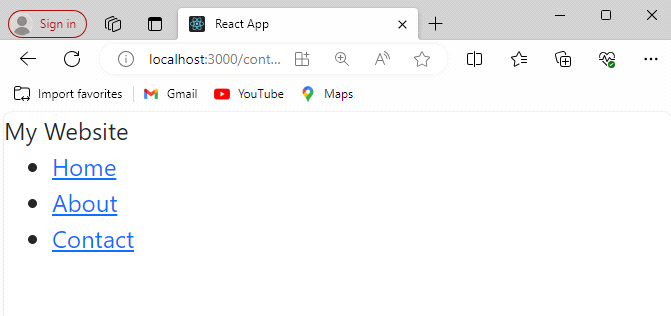 Sign in
React App
localhost:3000/cont...
Import favorites
Gmail
YouTube
Maps
My Website
Home
About
Contact